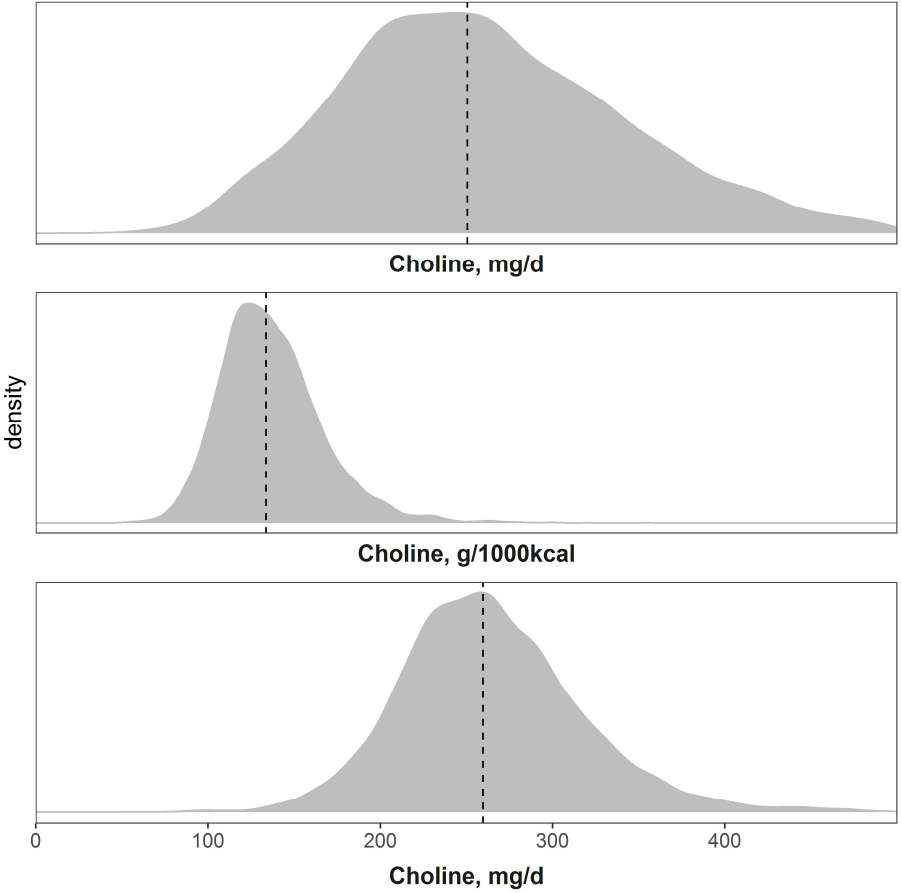 Choline, mg/d
density
Choline, g/1000kcal
0 100 200 300 400
Choline, mg/d